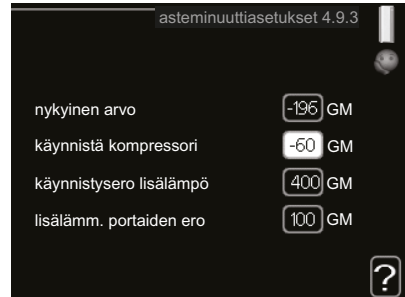 asteminuuttiasetukset 4.9.3
nykyinen arvo -196 GM
käynnistä kompressori -60 GM
käynnistysero lisälämpö 400 GM
lisälämm. portaiden ero 100 GM
?